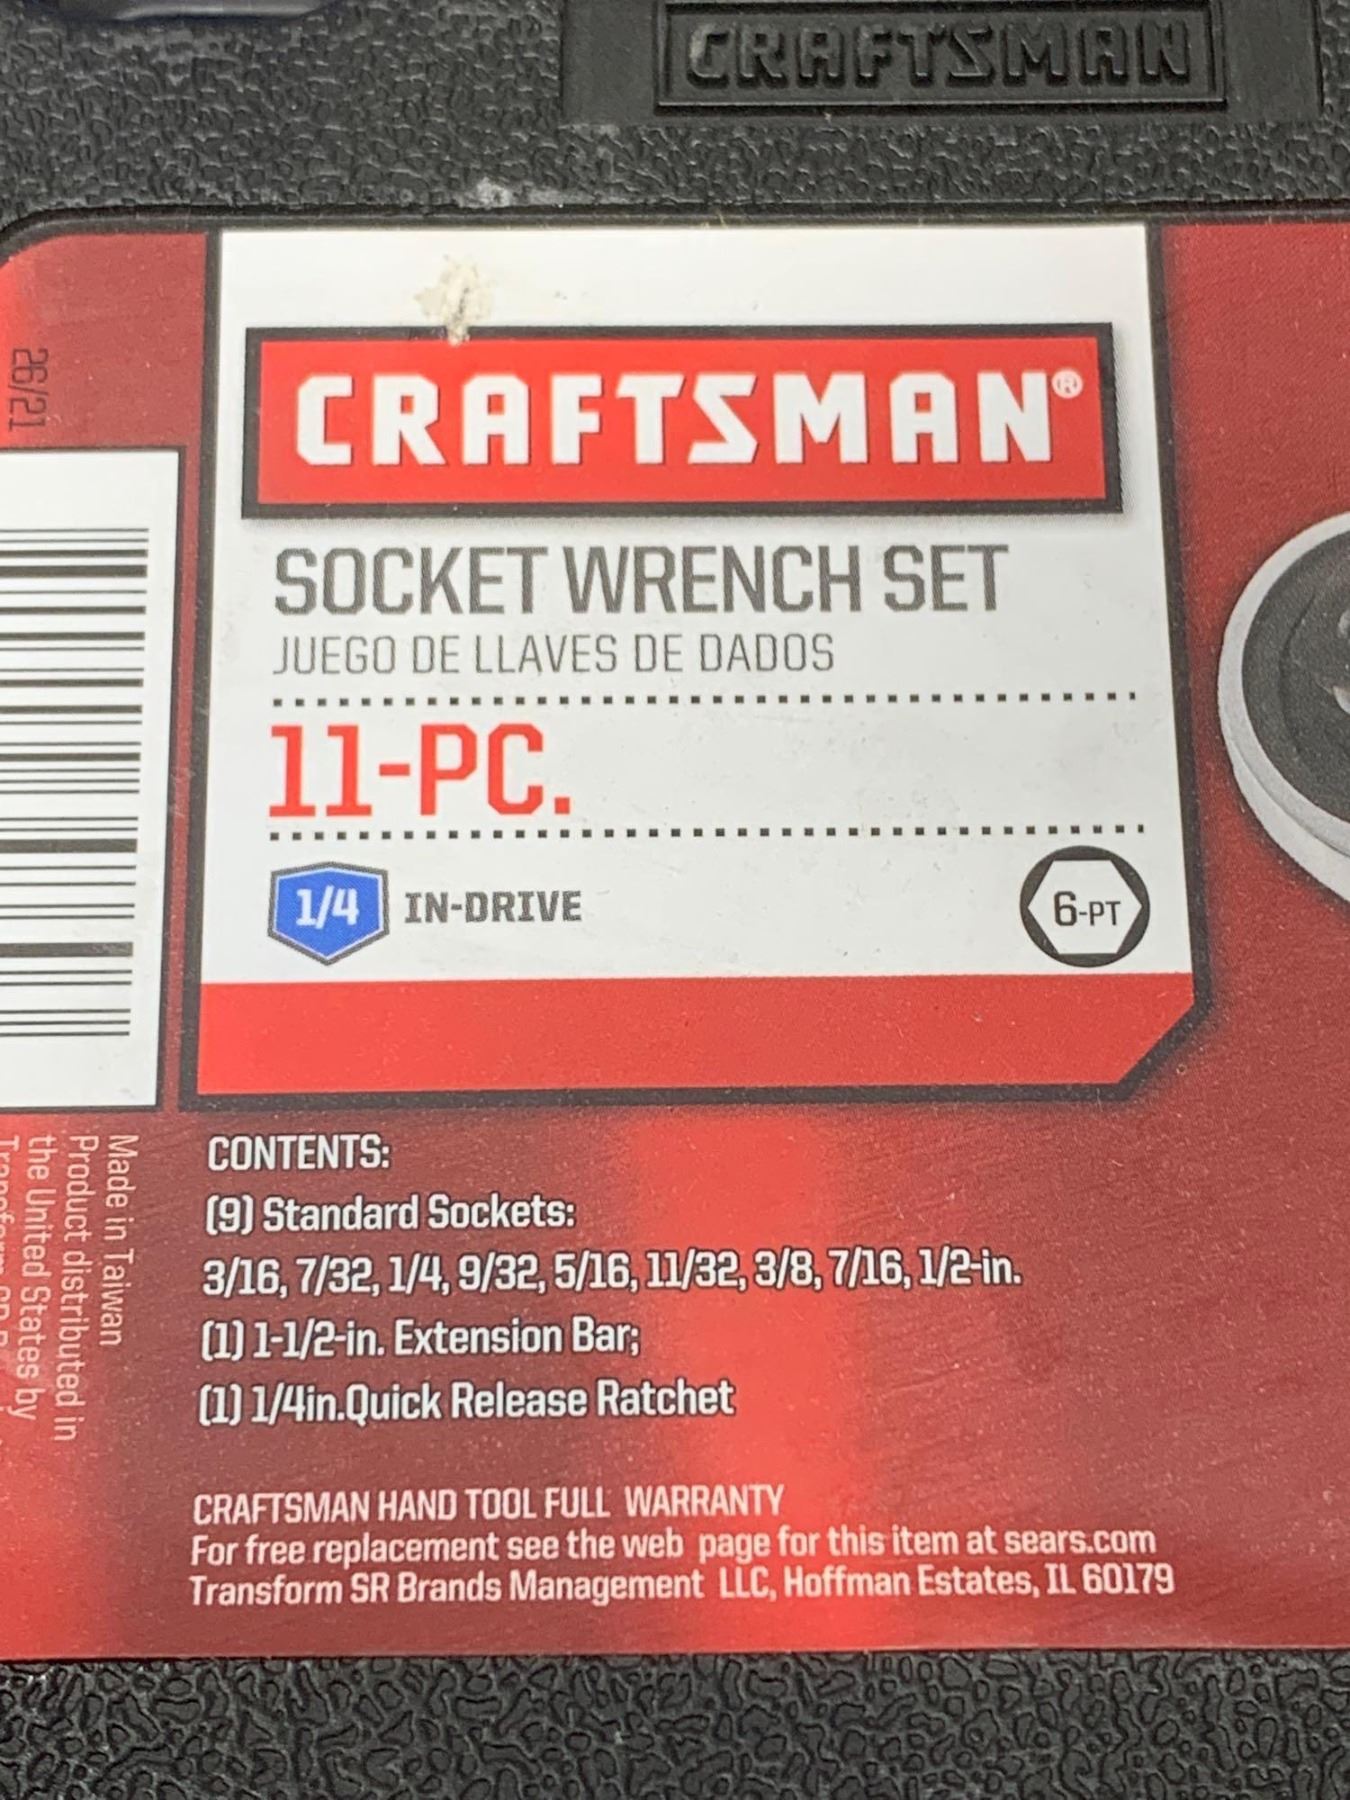 CRAFTSMAN
CRAFTSMAN®
SOCKET WRENCH SET
JUEGO DE LLAVES DE DADOS
11-PC.
1/4 IN-DRIVE
6-PT
CONTENTS:
(9) Standard Sockets:
3/16, 7/32, 1/4, 9/32, 5/16, 11/32, 3/8, 7/16, 1/2-in.
(1) 1-1/2-in. Extension Bar;
(1) 1/4in.Quick Release Ratchet
CRAFTSMAN HAND TOOL FULL WARRANTY
For free replacement see the web page for this item at sears.com
Transform SR Brands Management LLC, Hoffman Estates, IL 60179
26/21
Made in Taiwan
Product distributed in
the United States by